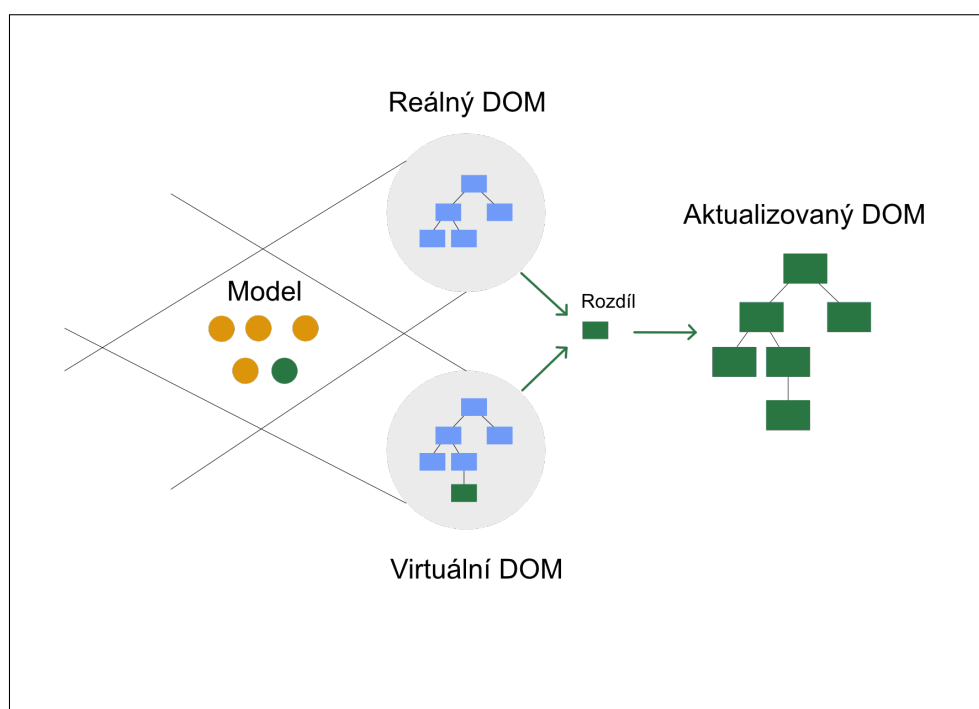 Reálný DOM
Aktualizovaný DOM
Model
Rozdíl
Virtuální DOM